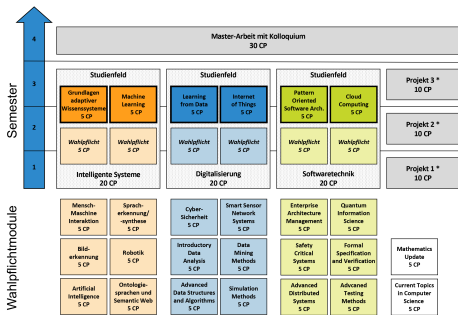 4
Master-Arbeit mit Kolloquium
30 CP
Semester
3
Studienfeld
Studienfeld
Studienfeld
Grundlagen
adaptiver
Wissenssysteme
5 CP
Machine
Learning
5 CP
Learning
from Data
5 CP
Internet
of Things
5 CP
Pattern
Oriented
Software Arch.
5 CP
Cloud
Computing
5 CP
Projekt 3 *
10 CP
2
Wahlpflicht
5 CP
Wahlpflicht
5 CP
Wahlpflicht
5 CP
Wahlpflicht
5 CP
Wahlpflicht
5 CP
Wahlpflicht
5 CP
Projekt 2 *
10 CP
1
Intelligente Systeme
20 CP
Digitalisierung
20 CP
Softwaretechnik
20 CP
Projekt 1 *
10 CP
Wahlpflichtmodule
Mensch-
Maschine
Interaktion
5 CP
Sprach-
erkennung/
-synthese
5 CP
Cyber-
Sicherheit
5 CP
Smart Sensor
Network
Systems
5 CP
Enterprise
Architecture
Management
5 CP
Quantum
Information
Science
5 CP
Bild-
erkennung
5 CP
Robotik
5 CP
Introductory
Data
Analysis
5 CP
Data
Mining
Methods
5 CP
Safety
Critical
Systems
5 CP
Formal
Specification
and Verification
5 CP
Mathematics
Update
5 CP
Artificial
Intelligence
5 CP
Ontologie-
sprachen und
Semantic Web
5 CP
Advanced
Data Structures
and Algorithms
5 CP
Simulation
Methods
5 CP
Advanced
Distributed
Systems
5 CP
Advcanced
Testing
Methods
5 CP
Current Topics
in Computer
Science
5 CP